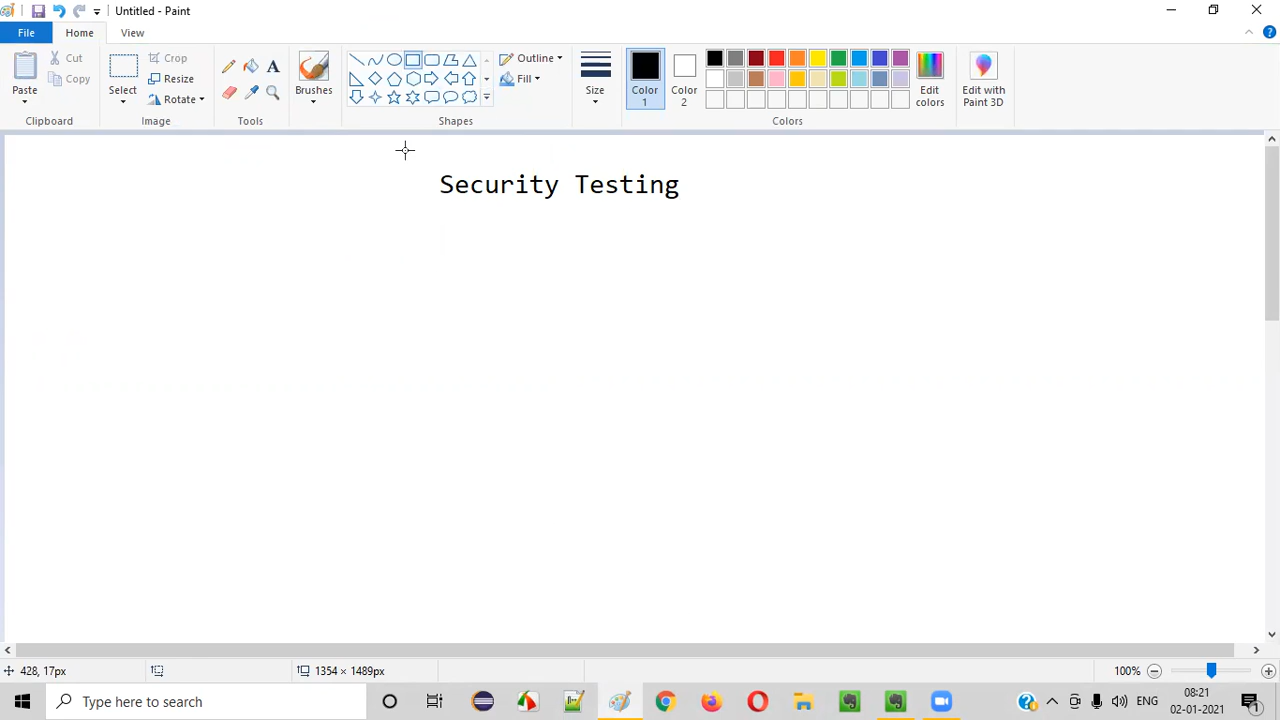 Untitled - Paint
File Home View
Paste Cut Copy
Select Crop Resize Rotate
Brushes
Outline Fill
Size
Color 1 Color 2
Edit colors
Edit with Paint 3D
Clipboard Image Tools Shapes Colors
Security Testing
428, 17px 1354 × 1489px 100%
Type here to search
ENG
08:21
02-01-2021